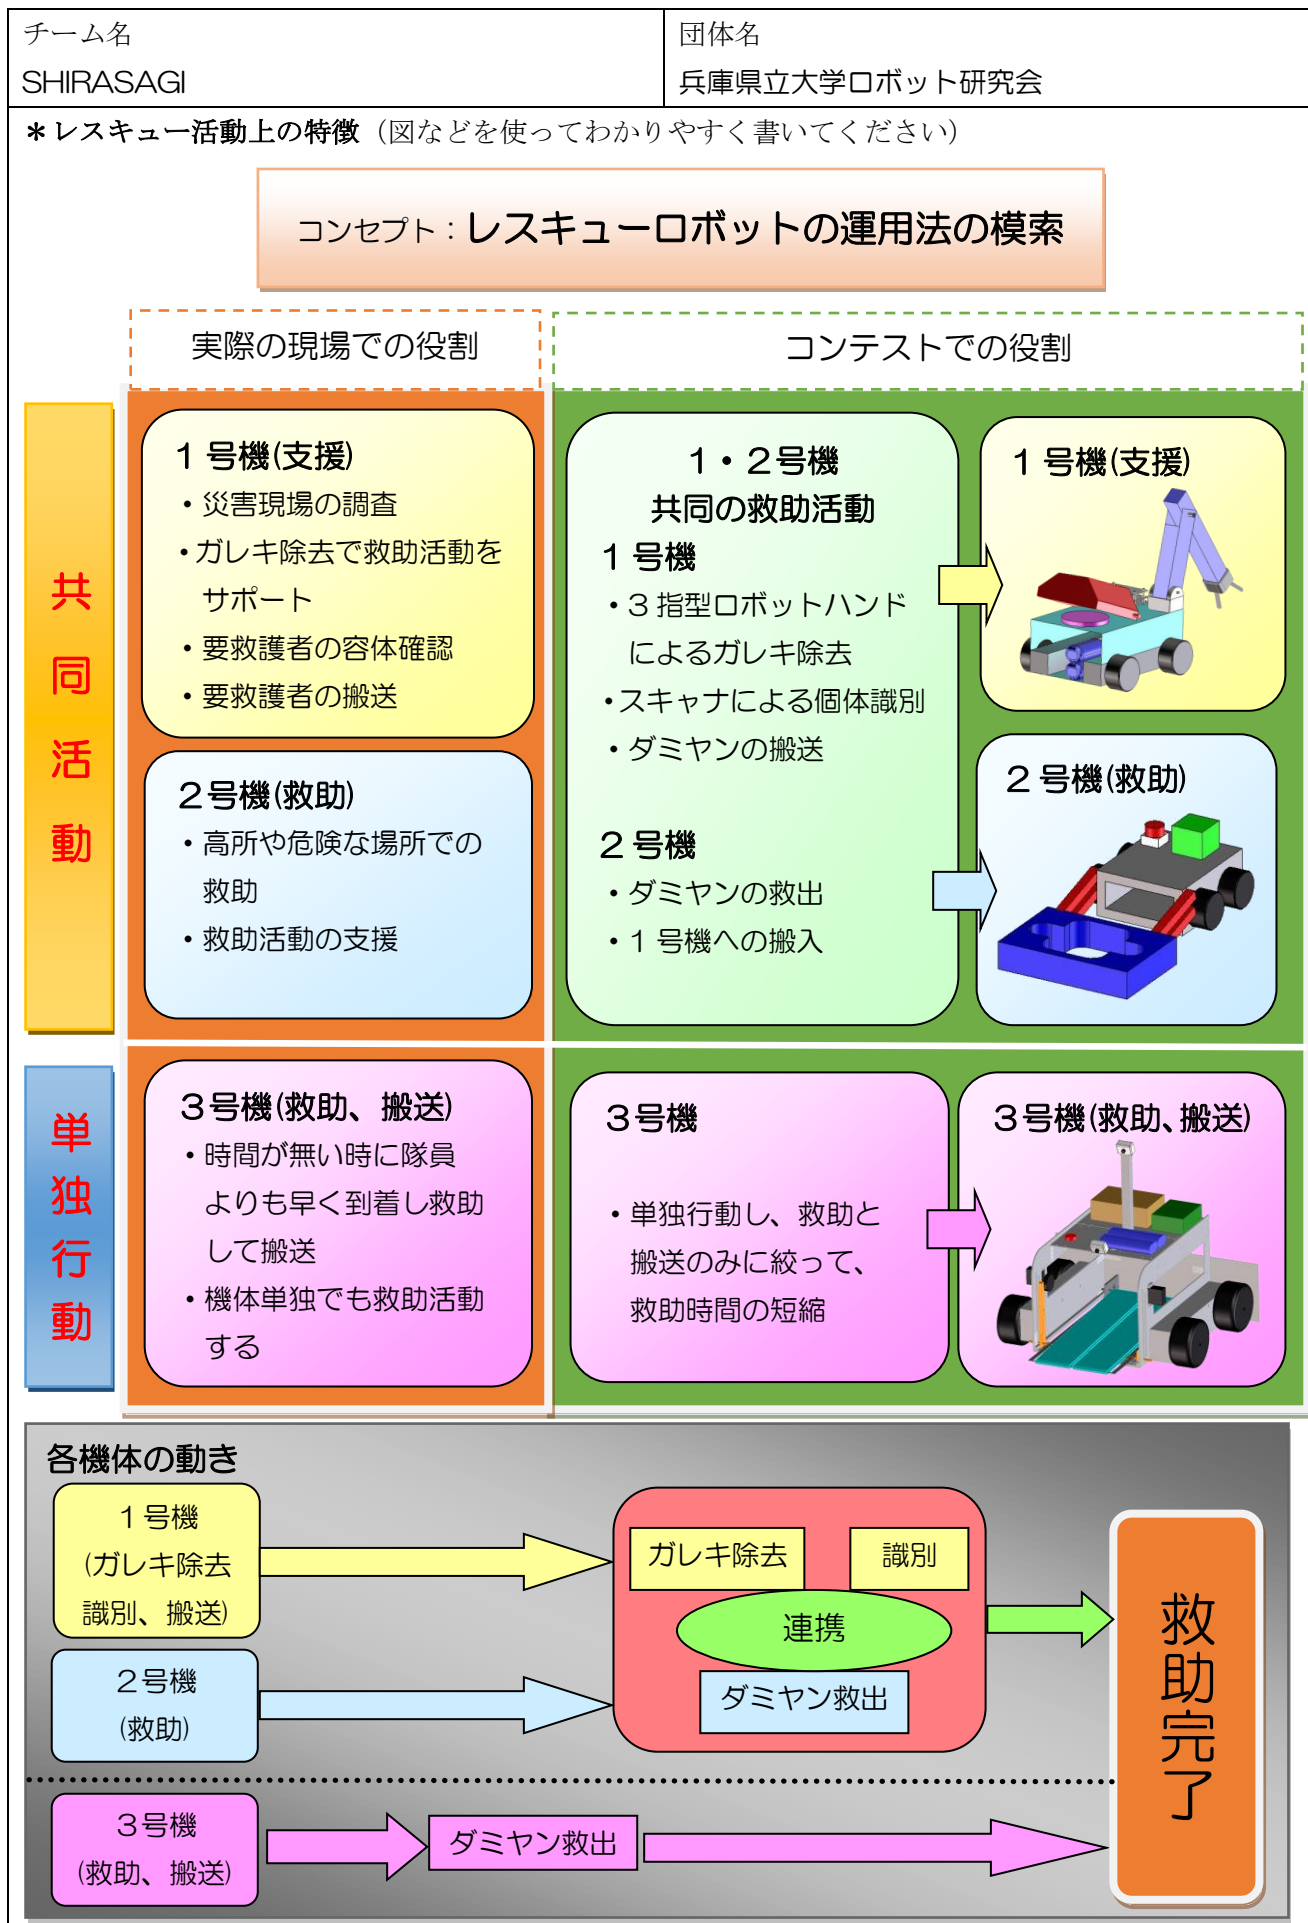 チーム名
SHIRASAGI
団体名
兵庫県立大学ロボット研究会
＊レスキュー活動上の特徴（図などを使ってわかりやすく書いてください）
コンセプト：レスキューロボットの運用法の模索
実際の現場での役割
コンテストでの役割
共同活動
1号機(支援)
・災害現場の調査
・ガレキ除去で救助活動を
サポート
・要救護者の容体確認
・要救護者の搬送
2号機(救助)
・高所や危険な場所での
救助
・救助活動の支援
1・2号機
共同の救助活動
1号機
・3指型ロボットハンド
によるガレキ除去
・スキャナによる個体識別
・ダミヤンの搬送
2号機
・ダミヤンの救出
・1号機への搬入
1号機(支援)
2号機(救助)
単独行動
3号機(救助、搬送)
・時間が無い時に隊員
よりも早く到着し救助
して搬送
・機体単独でも救助活動
する
3号機
・単独行動し、救助と
搬送のみに絞って、
救助時間の短縮
3号機(救助、搬送)
各機体の動き
1号機
(ガレキ除去
識別、搬送)
2号機
(救助)
ガレキ除去
識別
連携
ダミヤン救出
3号機
(救助、搬送)
ダミヤン救出
救助完了